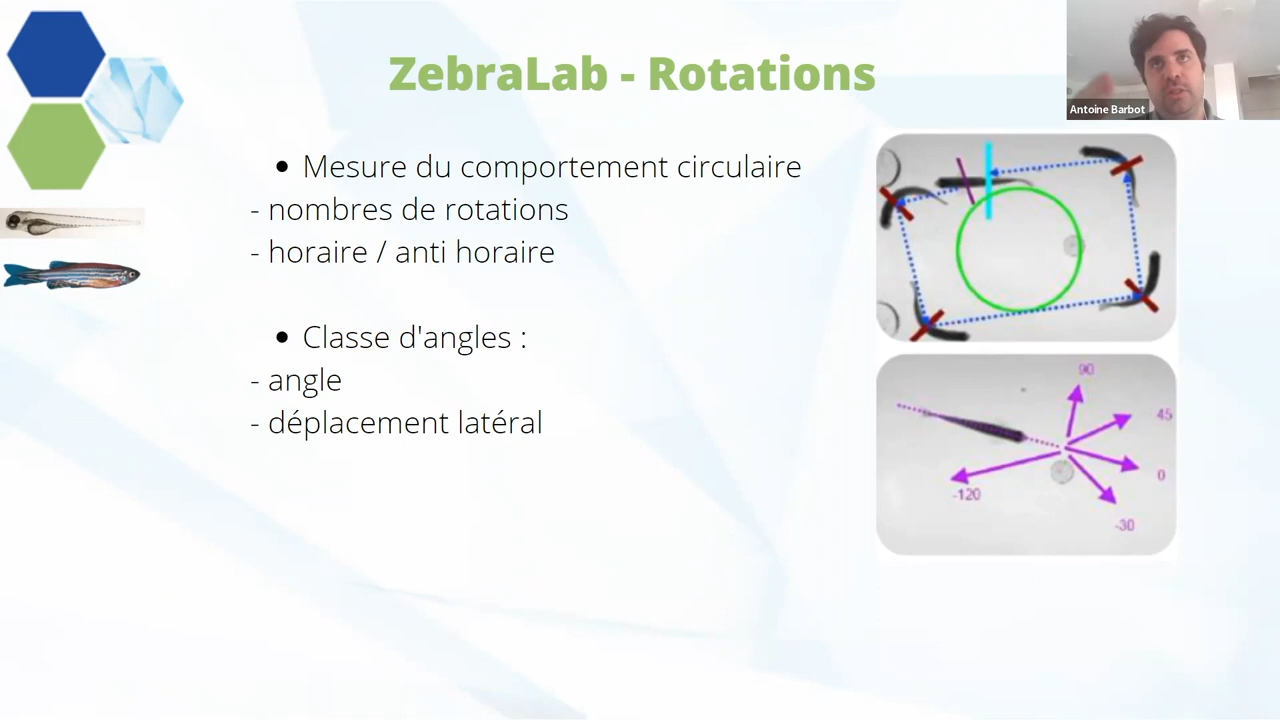 ZebraLab - Rotations
Antoine Barbot
• Mesure du comportement circulaire
- nombres de rotations
- horaire / anti horaire
• Classe d'angles :
- angle
- déplacement latéral
90
45
0
-120
-30